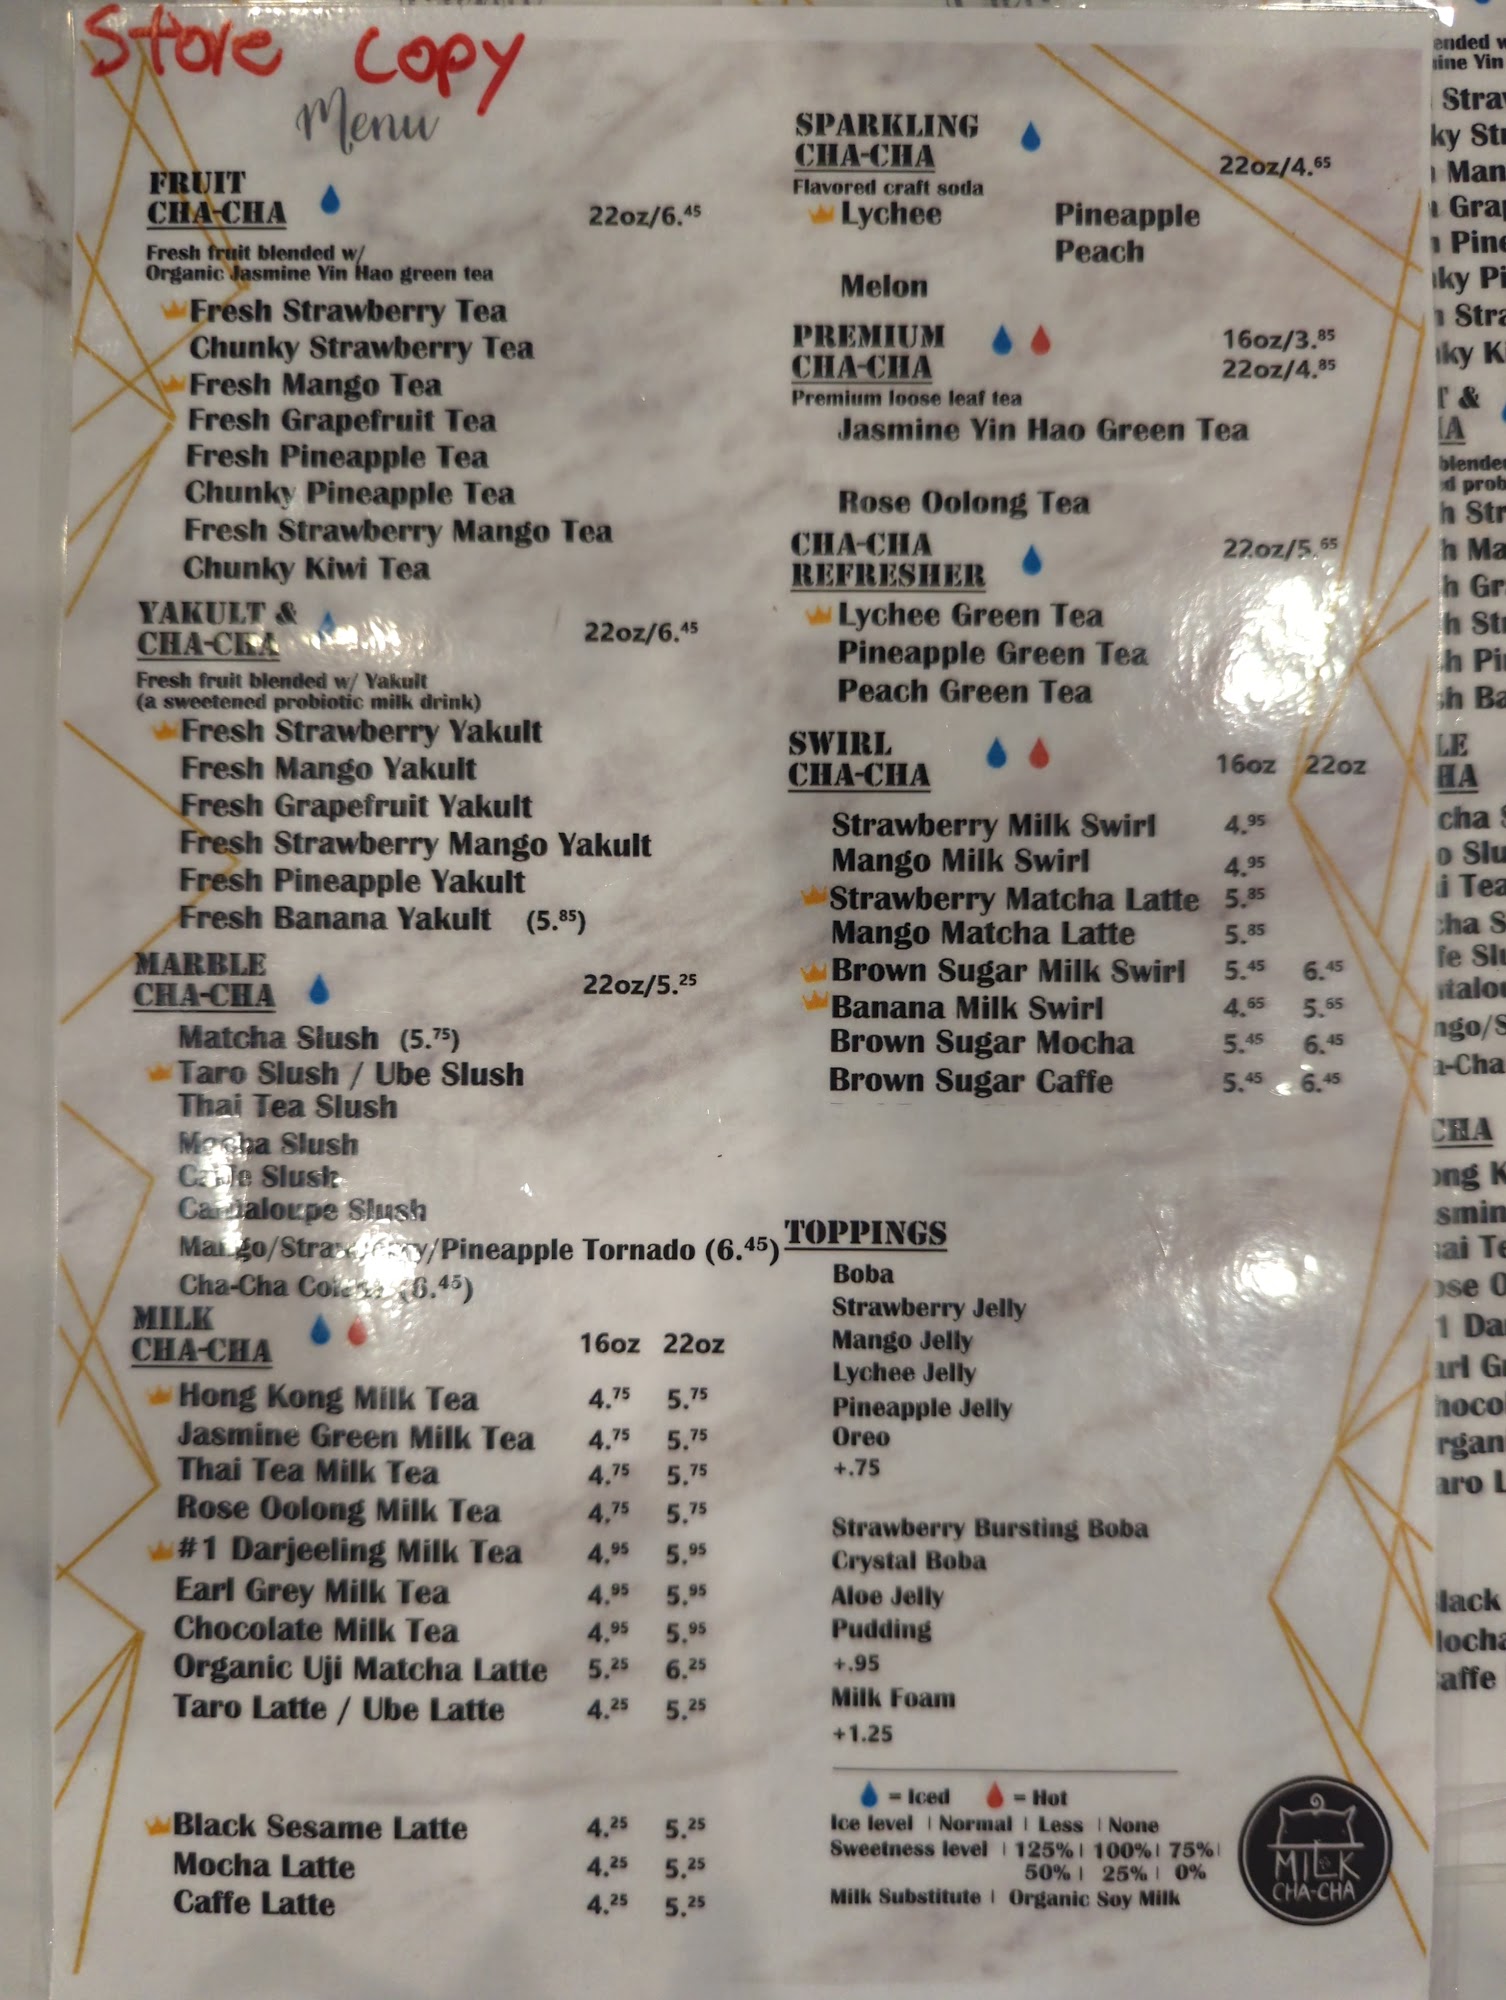 Store Copy
Menu
FRUIT
CHA-CHA
22oz/6.45
Fresh fruit blended w/
Organic Jasmine Yin Hao green tea
Fresh Strawberry Tea
Chunky Strawberry Tea
Fresh Mango Tea
Fresh Grapefruit Tea
Fresh Pineapple Tea
Chunky Pineapple Tea
Fresh Strawberry Mango Tea
Chunky Kiwi Tea
YAKULT &
CHA-CHA
22oz/6.45
Fresh fruit blended w/ Yakult
(a sweetened probiotic milk drink)
Fresh Strawberry Yakult
Fresh Mango Yakult
Fresh Grapefruit Yakult
Fresh Strawberry Mango Yakult
Fresh Pineapple Yakult
Fresh Banana Yakult (5.85)
MARBLE
CHA-CHA
22oz/5.25
Matcha Slush (5.75)
Taro Slush / Ube Slush
Thai Tea Slush
Mocha Slush
Caffe Slush
Cantaloupe Slush
Mango/Strawberry/Pineapple Tornado (6.45)
Cha-Cha (6.45)
MILK
CHA-CHA
16oz 22oz
Hong Kong Milk Tea 4.75 5.75
Jasmine Green Milk Tea 4.75 5.75
Thai Tea Milk Tea 4.75 5.75
Rose Oolong Milk Tea 4.75 5.75
#1 Darjeeling Milk Tea 4.95 5.95
Earl Grey Milk Tea 4.95 5.95
Chocolate Milk Tea 4.95 5.95
Organic Uji Matcha Latte 5.25 6.25
Taro Latte / Ube Latte 4.25 5.25
Black Sesame Latte 4.25 5.25
Mocha Latte 4.25 5.25
Caffe Latte 4.25 5.25
SPARKLING
CHA-CHA
22oz/4.65
Flavored craft soda
Lychee Pineapple
Peach
Melon
PREMIUM
CHA-CHA
16oz/3.85
22oz/4.85
Premium loose leaf tea
Jasmine Yin Hao Green Tea
Rose Oolong Tea
CHA-CHA
REFRESHER
22oz/5.65
Lychee Green Tea
Pineapple Green Tea
Peach Green Tea
SWIRL
CHA-CHA
16oz 22oz
Strawberry Milk Swirl 4.95
Mango Milk Swirl 4.95
Strawberry Matcha Latte 5.85
Mango Matcha Latte 5.85
Brown Sugar Milk Swirl 5.45 6.45
Banana Milk Swirl 4.65 5.65
Brown Sugar Mocha 5.45 6.45
Brown Sugar Caffe 5.45 6.45
TOPPINGS
Boba
Strawberry Jelly
Mango Jelly
Lychee Jelly
Pineapple Jelly
Oreo
+.75
Strawberry Bursting Boba
Crystal Boba
Aloe Jelly
Pudding
+.95
Milk Foam
+1.25
= Iced = Hot
Ice level | Normal | Less | None
Sweetness level | 125% | 100% | 75% |
50% | 25% | 0%
Milk Substitute | Organic Soy Milk
MILK
CHA-CHA